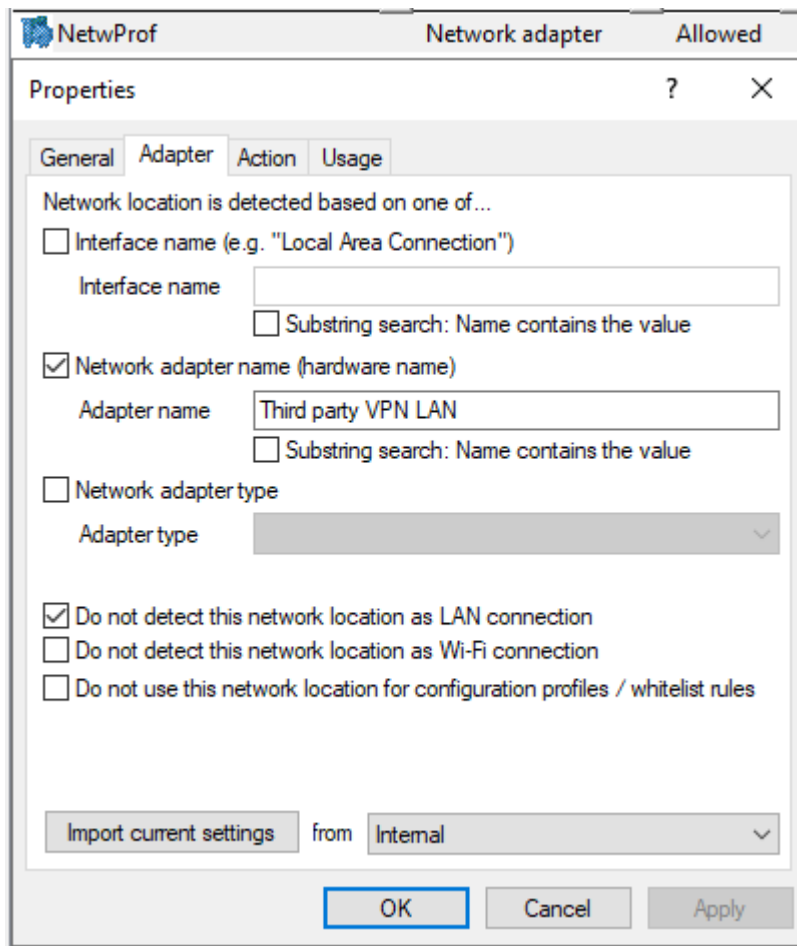 NetwProf Network adapter Allowed
Properties ?
General Adapter Action Usage
Network location is detected based on one of...
Interface name (e.g. "Local Area Connection")
Interface name
Substring search: Name contains the value
Network adapter name (hardware name)
Adapter name Third party VPN LAN
Substring search: Name contains the value
Network adapter type
Adapter type
Do not detect this network location as LAN connection
Do not detect this network location as Wi-Fi connection
Do not use this network location for configuration profiles / whitelist rules
Import current settings from Internal
OK Cancel Apply